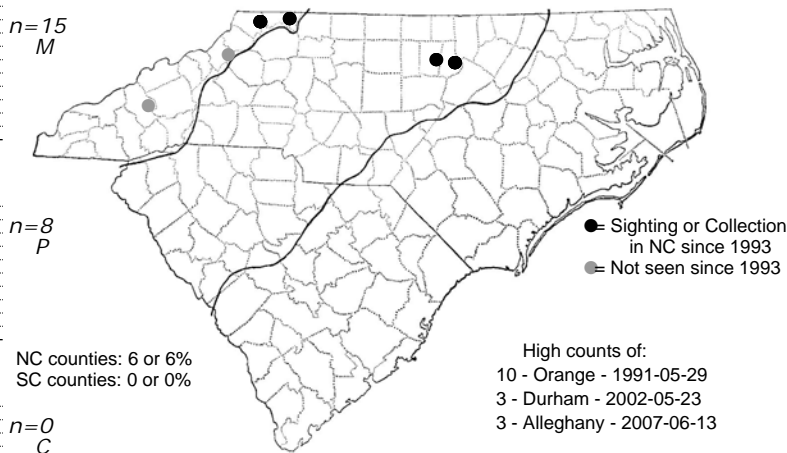 n=15
M
n=8
P
n=0
C
= Sighting or Collection
in NC since 1993
= Not seen since 1993
NC counties: 6 or 6%
SC counties: 0 or 0%
High counts of:
10 - Orange - 1991-05-29
3 - Durham - 2002-05-23
3 - Alleghany - 2007-06-13